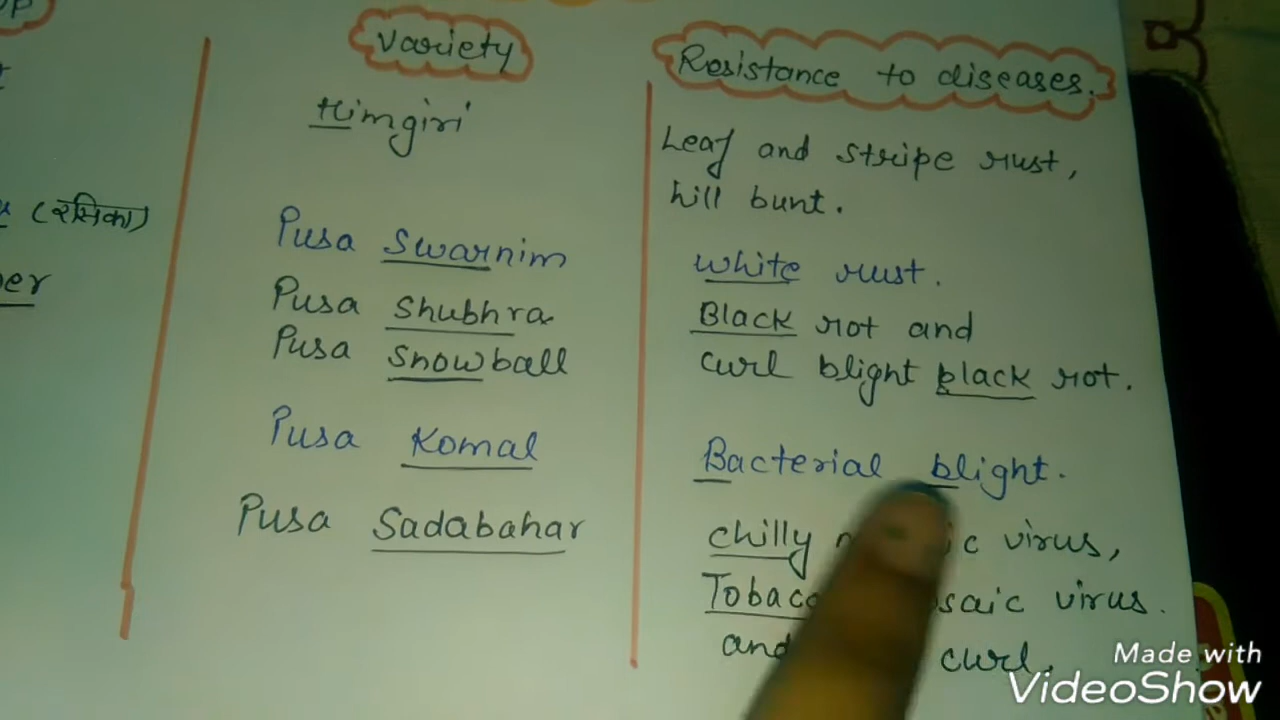 Variety
Resistance to diseases.
Himgiri
Leaf and stripe rust,
hill bunt.
(रसिका)
Pusa Swarnim
white rust.
Pusa Shubhra
Black rot and
Pusa Snowball
curl blight black rot.
Pusa Komal
Bacterial blight.
Pusa Sadabahar
chilly virus,
virus.
curl.
Made with
VideoShow